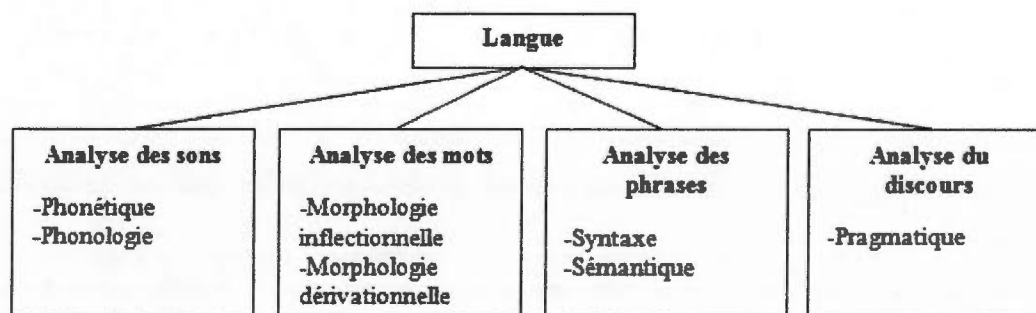 Langue
Analyse des sons
-Phonétique
-Phonologie
Analyse des mots
-Morphologie
inflectionnelle
-Morphologie
dérivationnelle
Analyse des
phrases
-Syntaxe
-Sémantique
Analyse du
discours
-Pragmatique